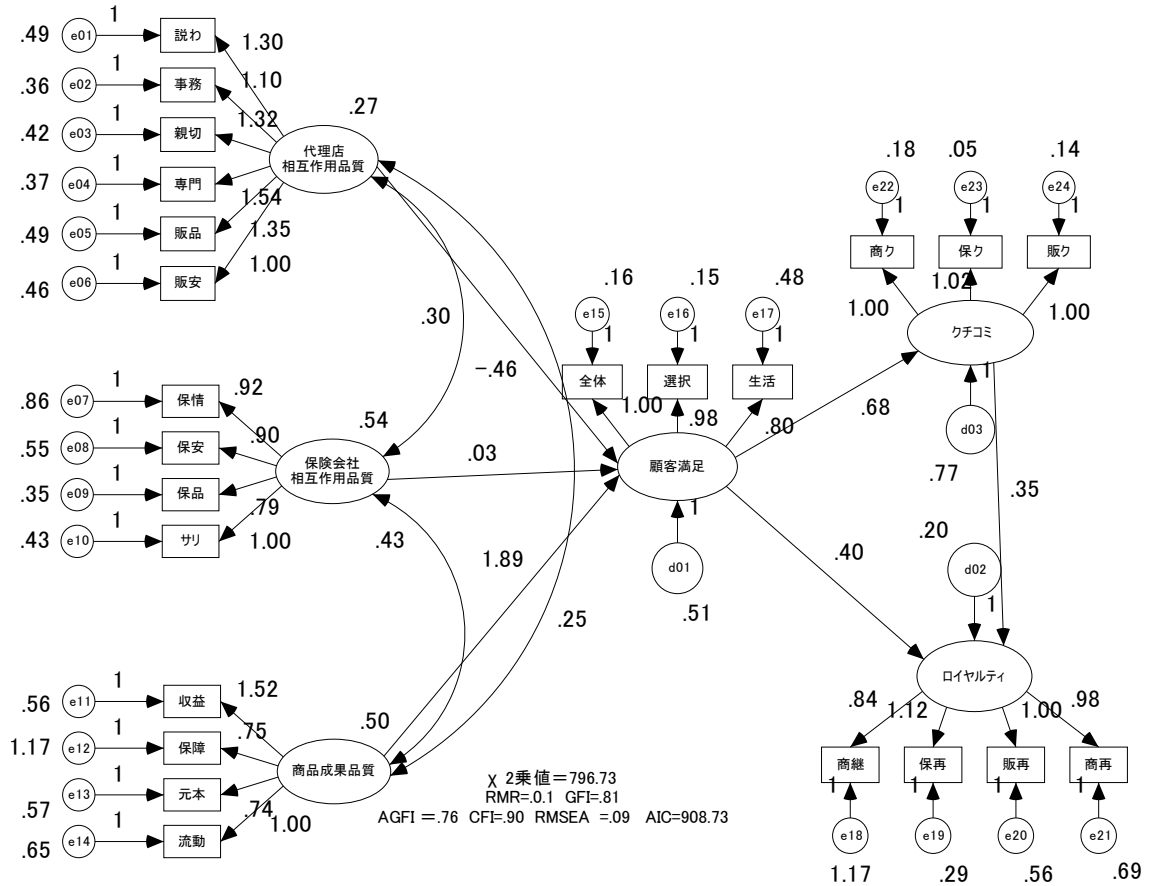 .49 e01 1 説わ 1.30
.36 e02 1 事務 1.10
.42 e03 1 親切 1.32
.37 e04 1 専門 1.54
.49 e05 1 販品 1.35
.46 e06 1 販安 1.00
.27
代理店
相互作用品質
.30
-.46
.86 e07 1 保情 .92
.55 e08 1 保安 .90
.35 e09 1 保品 .79
.43 e10 1 サリ 1.00
.54
保険会社
相互作用品質
.03
.43
1.89
.25
.56 e11 1 収益 1.52
1.17 e12 1 保障 .75
.57 e13 1 元本 .74
.65 e14 1 流動 1.00
.50
商品成果品質
.16 .15 .48
e15 e16 e17
1 1 1
全体 選択 生活
1.00 .98 .80
顧客満足
1
d01
.51
.68
.40
.18 .05 .14
e22 e23 e24
1 1 1
商ク 保ク 販ク
1.00 1.02 1.00
クチコミ
1
d03
.77
.35
.20
d02
1
ロイヤルティ
.84 1.12 1.00 .98
商継 保再 販再 商再
1 1 1 1
e18 e19 e20 e21
1.17 .29 .56 .69
χ 2乗値=796.73
RMR=.0.1 GFI=.81
AGFI =.76 CFI=.90 RMSEA =.09 AIC=908.73